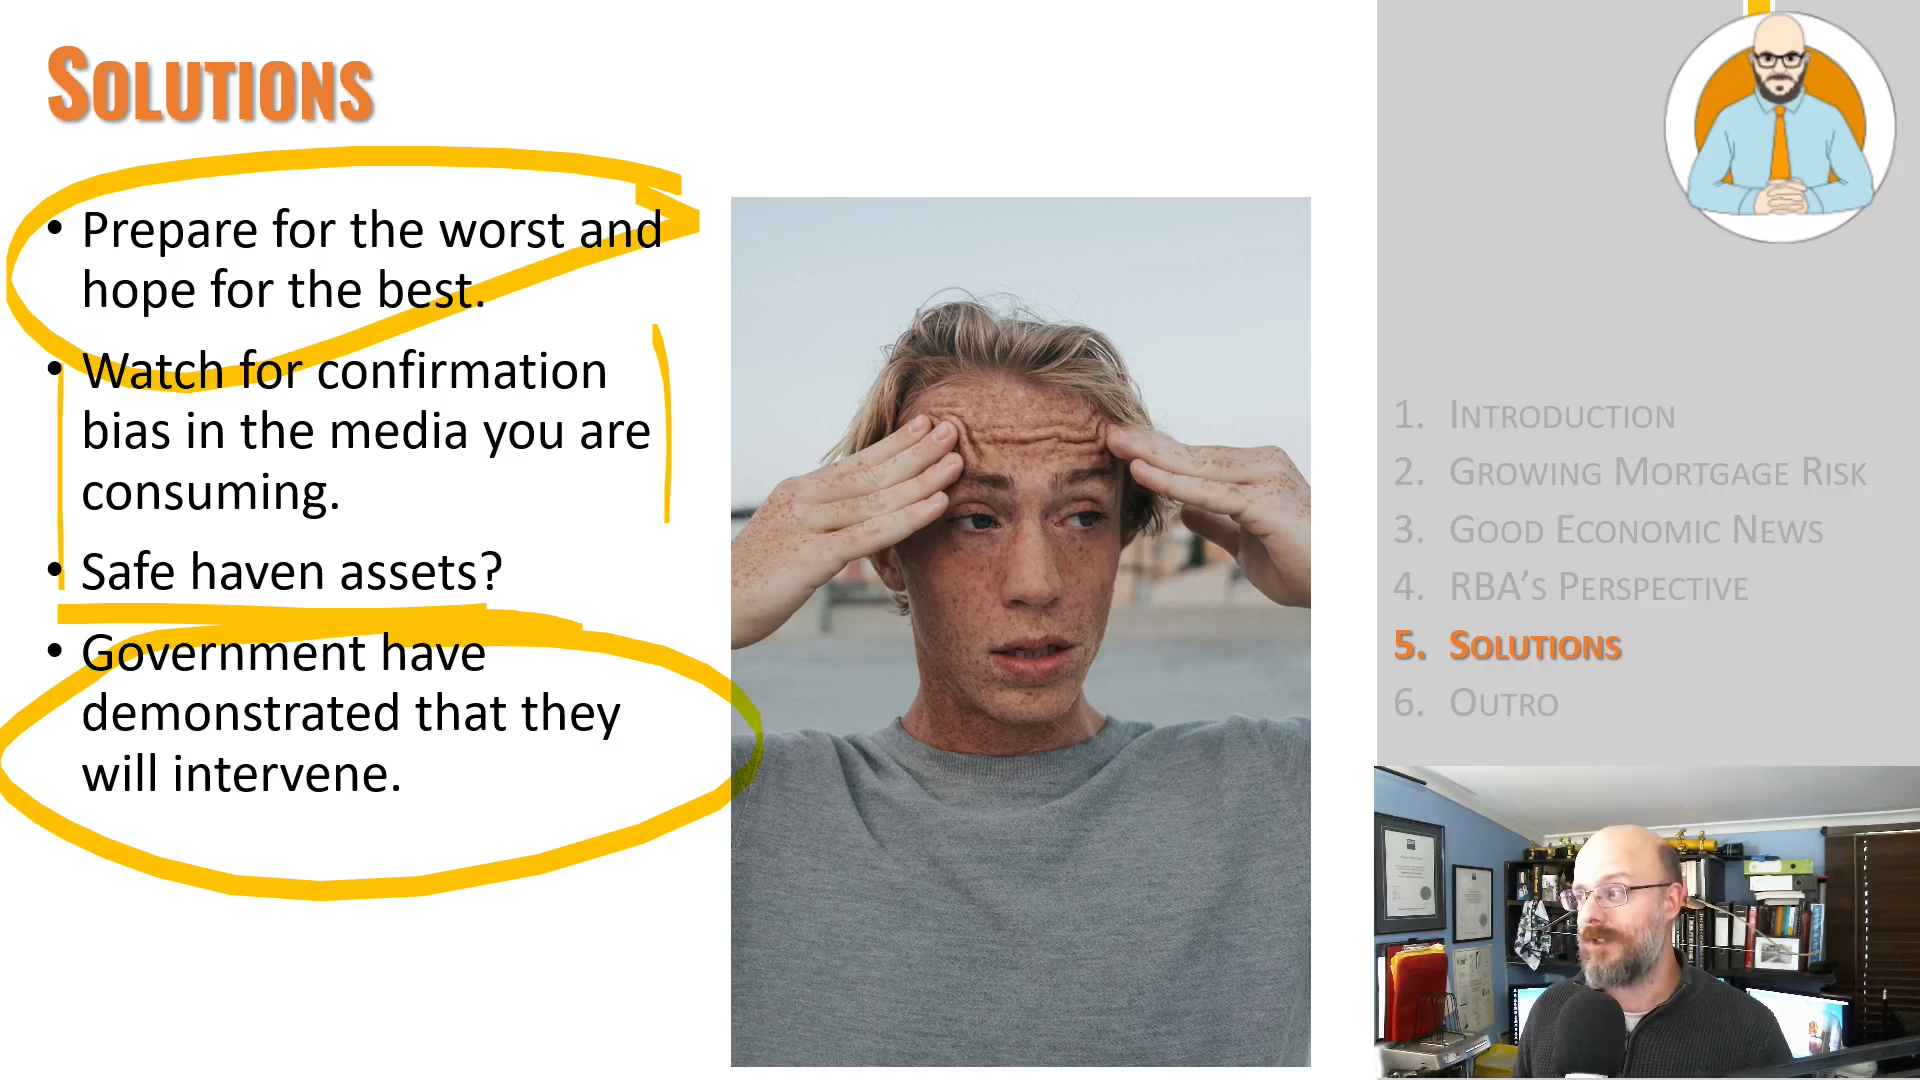 SOLUTIONS
• Prepare for the worst and
hope for the best.
• Watch for confirmation
bias in the media you are
consuming.
• Safe haven assets?
• Government have
demonstrated that they
will intervene.
1. INTRODUCTION
2. GROWING MORTGAGE RISK
3. GOOD ECONOMIC NEWS
4. RBA’S PERSPECTIVE
5. SOLUTIONS
6. OUTRO